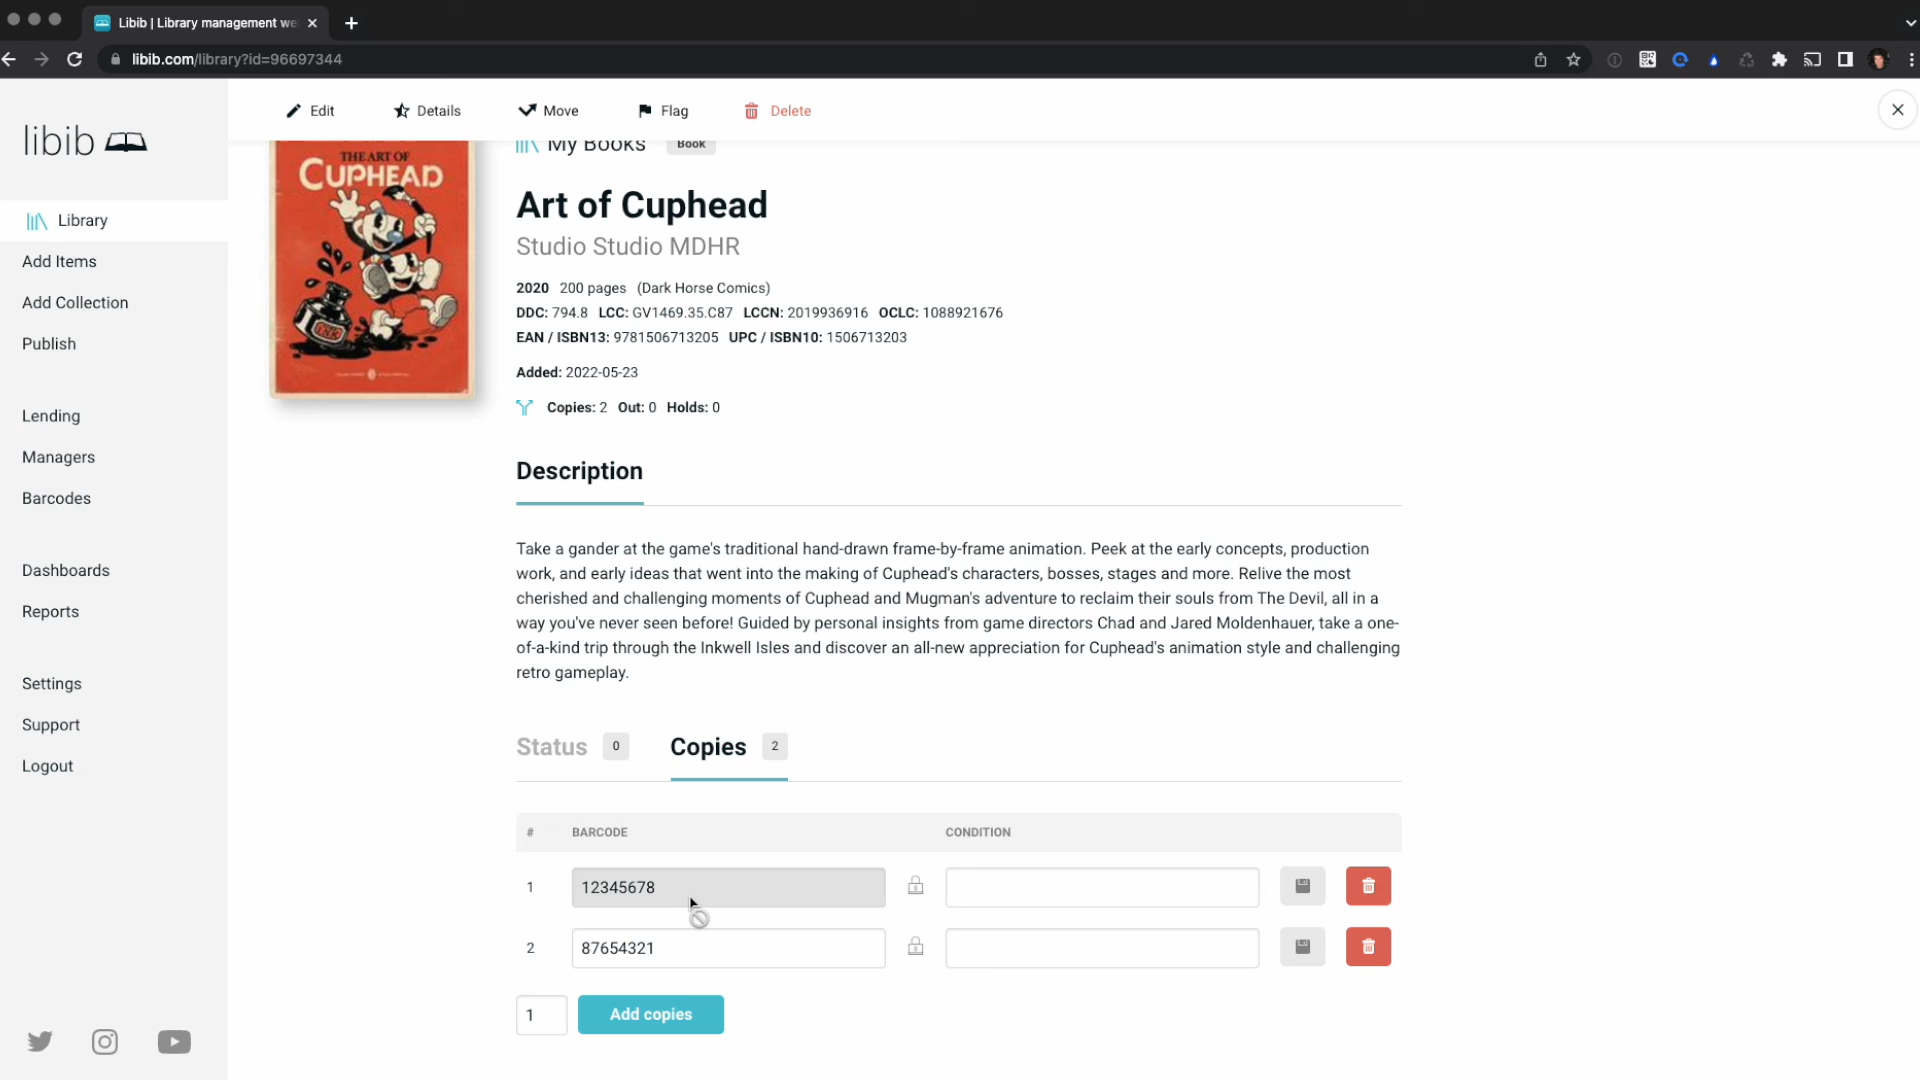 Libib | Library management we
libib.com/library?id=96697344
libib
Edit
Details
Move
Flag
Delete
Library
Add Items
Add Collection
Publish
Lending
Managers
Barcodes
Dashboards
Reports
Settings
Support
Logout
THE ART OF
CUPHEAD
INK
My Books
Book
Art of Cuphead
Studio Studio MDHR
2020 200 pages (Dark Horse Comics)
DDC: 794.8 LCC: GV1469.35.C87 LCCN: 2019936916 OCLC: 1088921676
EAN / ISBN13: 9781506713205 UPC / ISBN10: 1506713203
Added: 2022-05-23
Copies: 2 Out: 0 Holds: 0
Description
Take a gander at the game's traditional hand-drawn frame-by-frame animation. Peek at the early concepts, production
work, and early ideas that went into the making of Cuphead's characters, bosses, stages and more. Relive the most
cherished and challenging moments of Cuphead and Mugman's adventure to reclaim their souls from The Devil, all in a
way you've never seen before! Guided by personal insights from game directors Chad and Jared Moldenhauer, take a one-
of-a-kind trip through the Inkwell Isles and discover an all-new appreciation for Cuphead's animation style and challenging
retro gameplay.
Status 0 Copies 2
# BARCODE CONDITION
1 12345678
2 87654321
1 Add copies